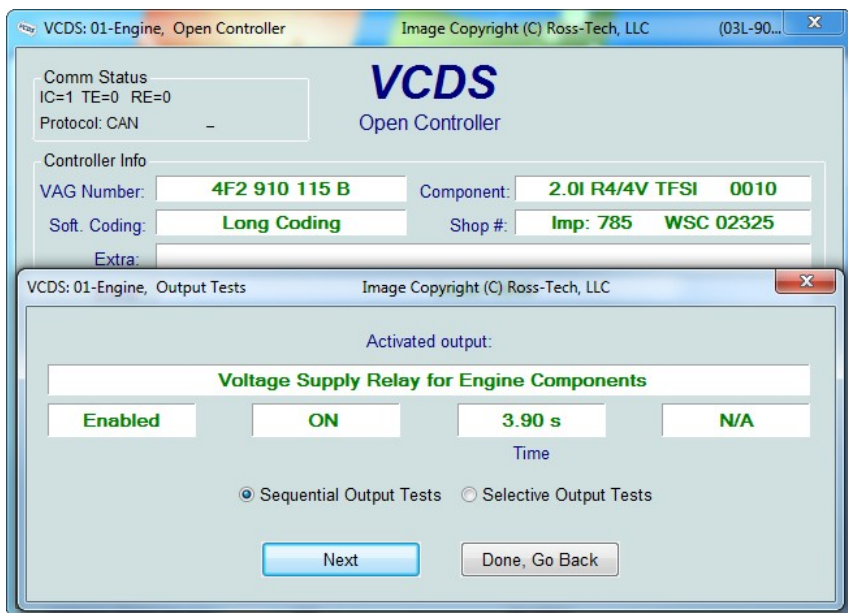 VCDS: 01-Engine, Open Controller Image Copyright (C) Ross-Tech, LLC (03L-90...
Comm Status
IC=1 TE=0 RE=0
Protocol: CAN –
VCDS
Open Controller
Controller Info
VAG Number: 4F2 910 115 B Component: 2.0l R4/4V TFSI 0010
Soft. Coding: Long Coding Shop #: Imp: 785 WSC 02325
Extra:
VCDS: 01-Engine, Output Tests Image Copyright (C) Ross-Tech, LLC
Activated output:
Voltage Supply Relay for Engine Components
Enabled ON 3.90 s N/A
Time
Sequential Output Tests Selective Output Tests
Next Done, Go Back